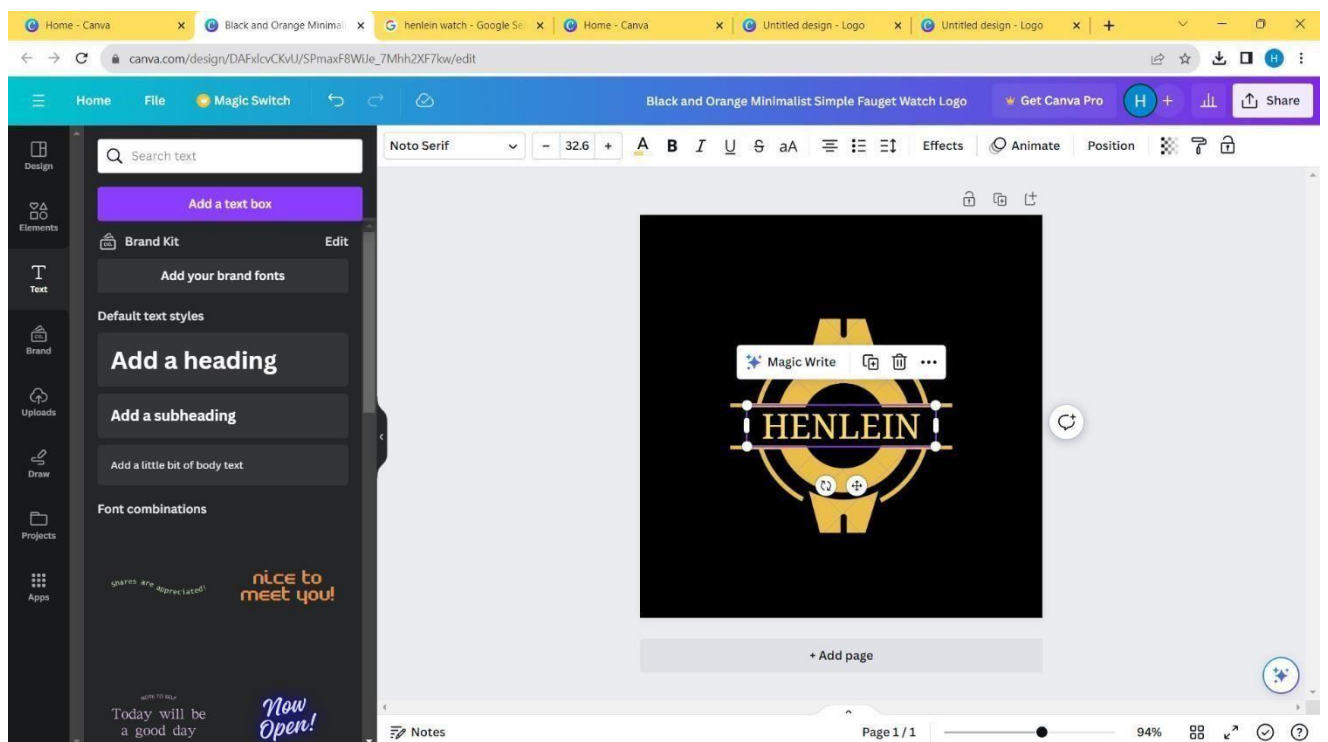 Home - Canva
Black and Orange Minimal
henlein watch - Google Se
Home - Canva
Untitled design - Logo
Untitled design - Logo
canva.com/design/DAFxlcvCKvU/SPmaxF8WiJe_7Mhh2XF7kw/edit
H
Home
File
Magic Switch
Black and Orange Minimalist Simple Fauget Watch Logo
Get Canva Pro
H
Share
Design
Elements
Text
Brand
Uploads
Draw
Projects
Apps
Search text
Add a text box
Brand Kit
Edit
Add your brand fonts
Default text styles
Add a heading
Add a subheading
Add a little bit of body text
Font combinations
shares are appreciated!
nice to
meet you!
NOTE TO SELF
Today will be
a good day
Now
Open!
Noto Serif
- 32.6 +
A B I U S aA
Effects
Animate
Position
Magic Write
HENLEIN
+ Add page
Notes
Page 1 / 1
94%